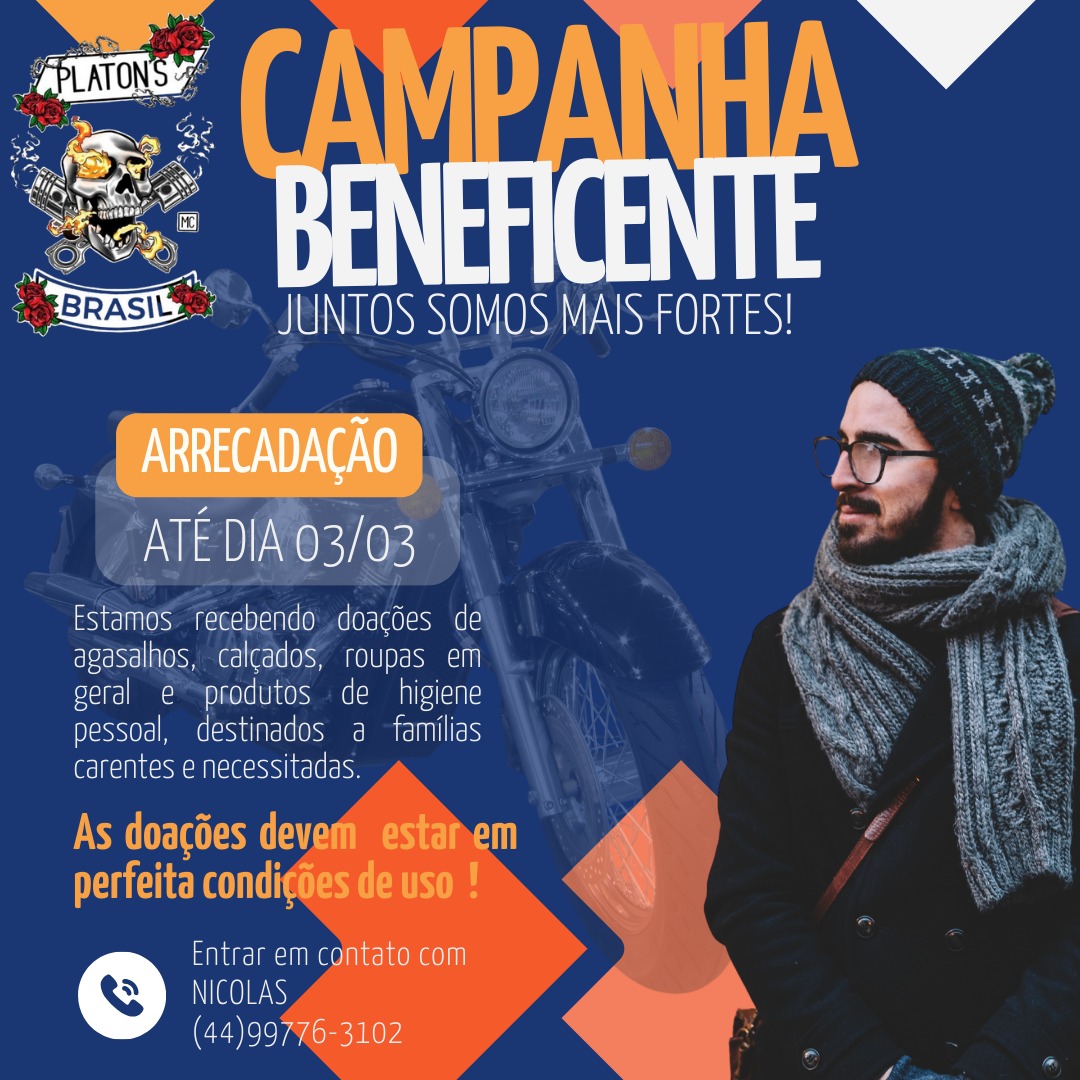 PLATON'S
MC
BRASIL
CAMPANHA
BENEFICENTE
JUNTOS SOMOS MAIS FORTES!
ARRECADAÇÃO
ATÉ DIA 03/03
Estamos recebendo doações de
agasalhos, calçados, roupas em
geral e produtos de higiene
pessoal, destinados a famílias
carentes e necessitadas.
As doações devem estar em
perfeita condições de uso !
Entrar em contato com
NICOLAS
(44)99776-3102